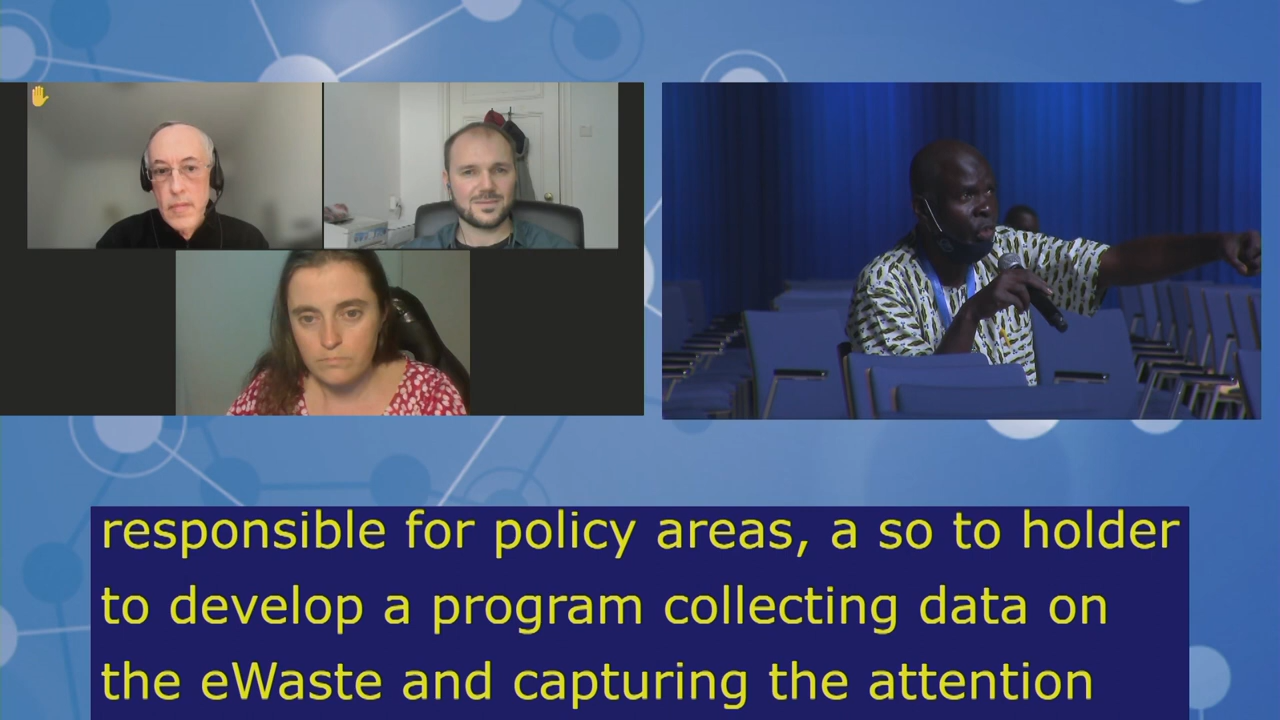 responsible for policy areas, a so to holder
to develop a program collecting data on
the eWaste and capturing the attention